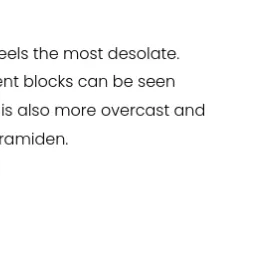 eels the most desolate.
ent blocks can be seen
is also more overcast and
ramiden.